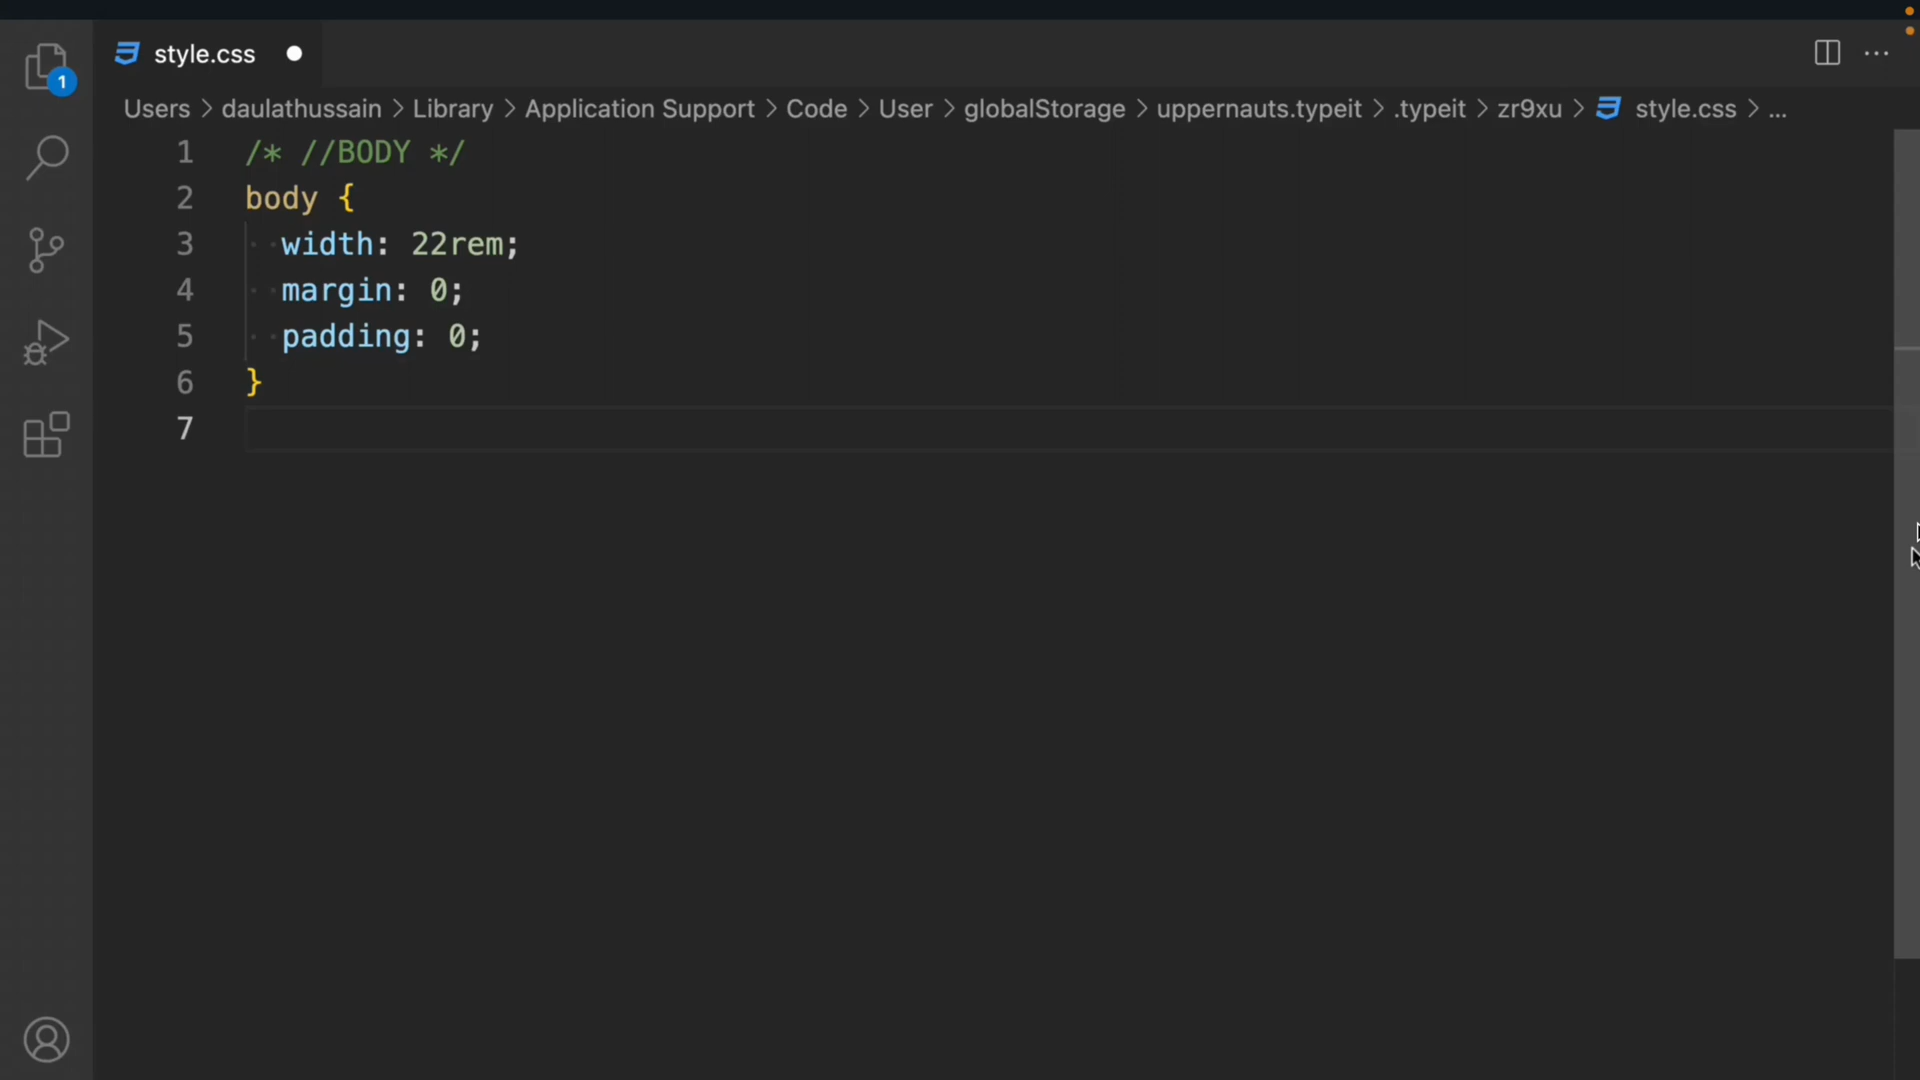 style.css
1
Users > daulathussain > Library > Application Support > Code > User > globalStorage > uppernauts.typeit > .typeit > zr9xu > style.css > ...
1 /* //BODY */
2 body {
3 width: 22rem;
4 margin: 0;
5 padding: 0;
6 }
7